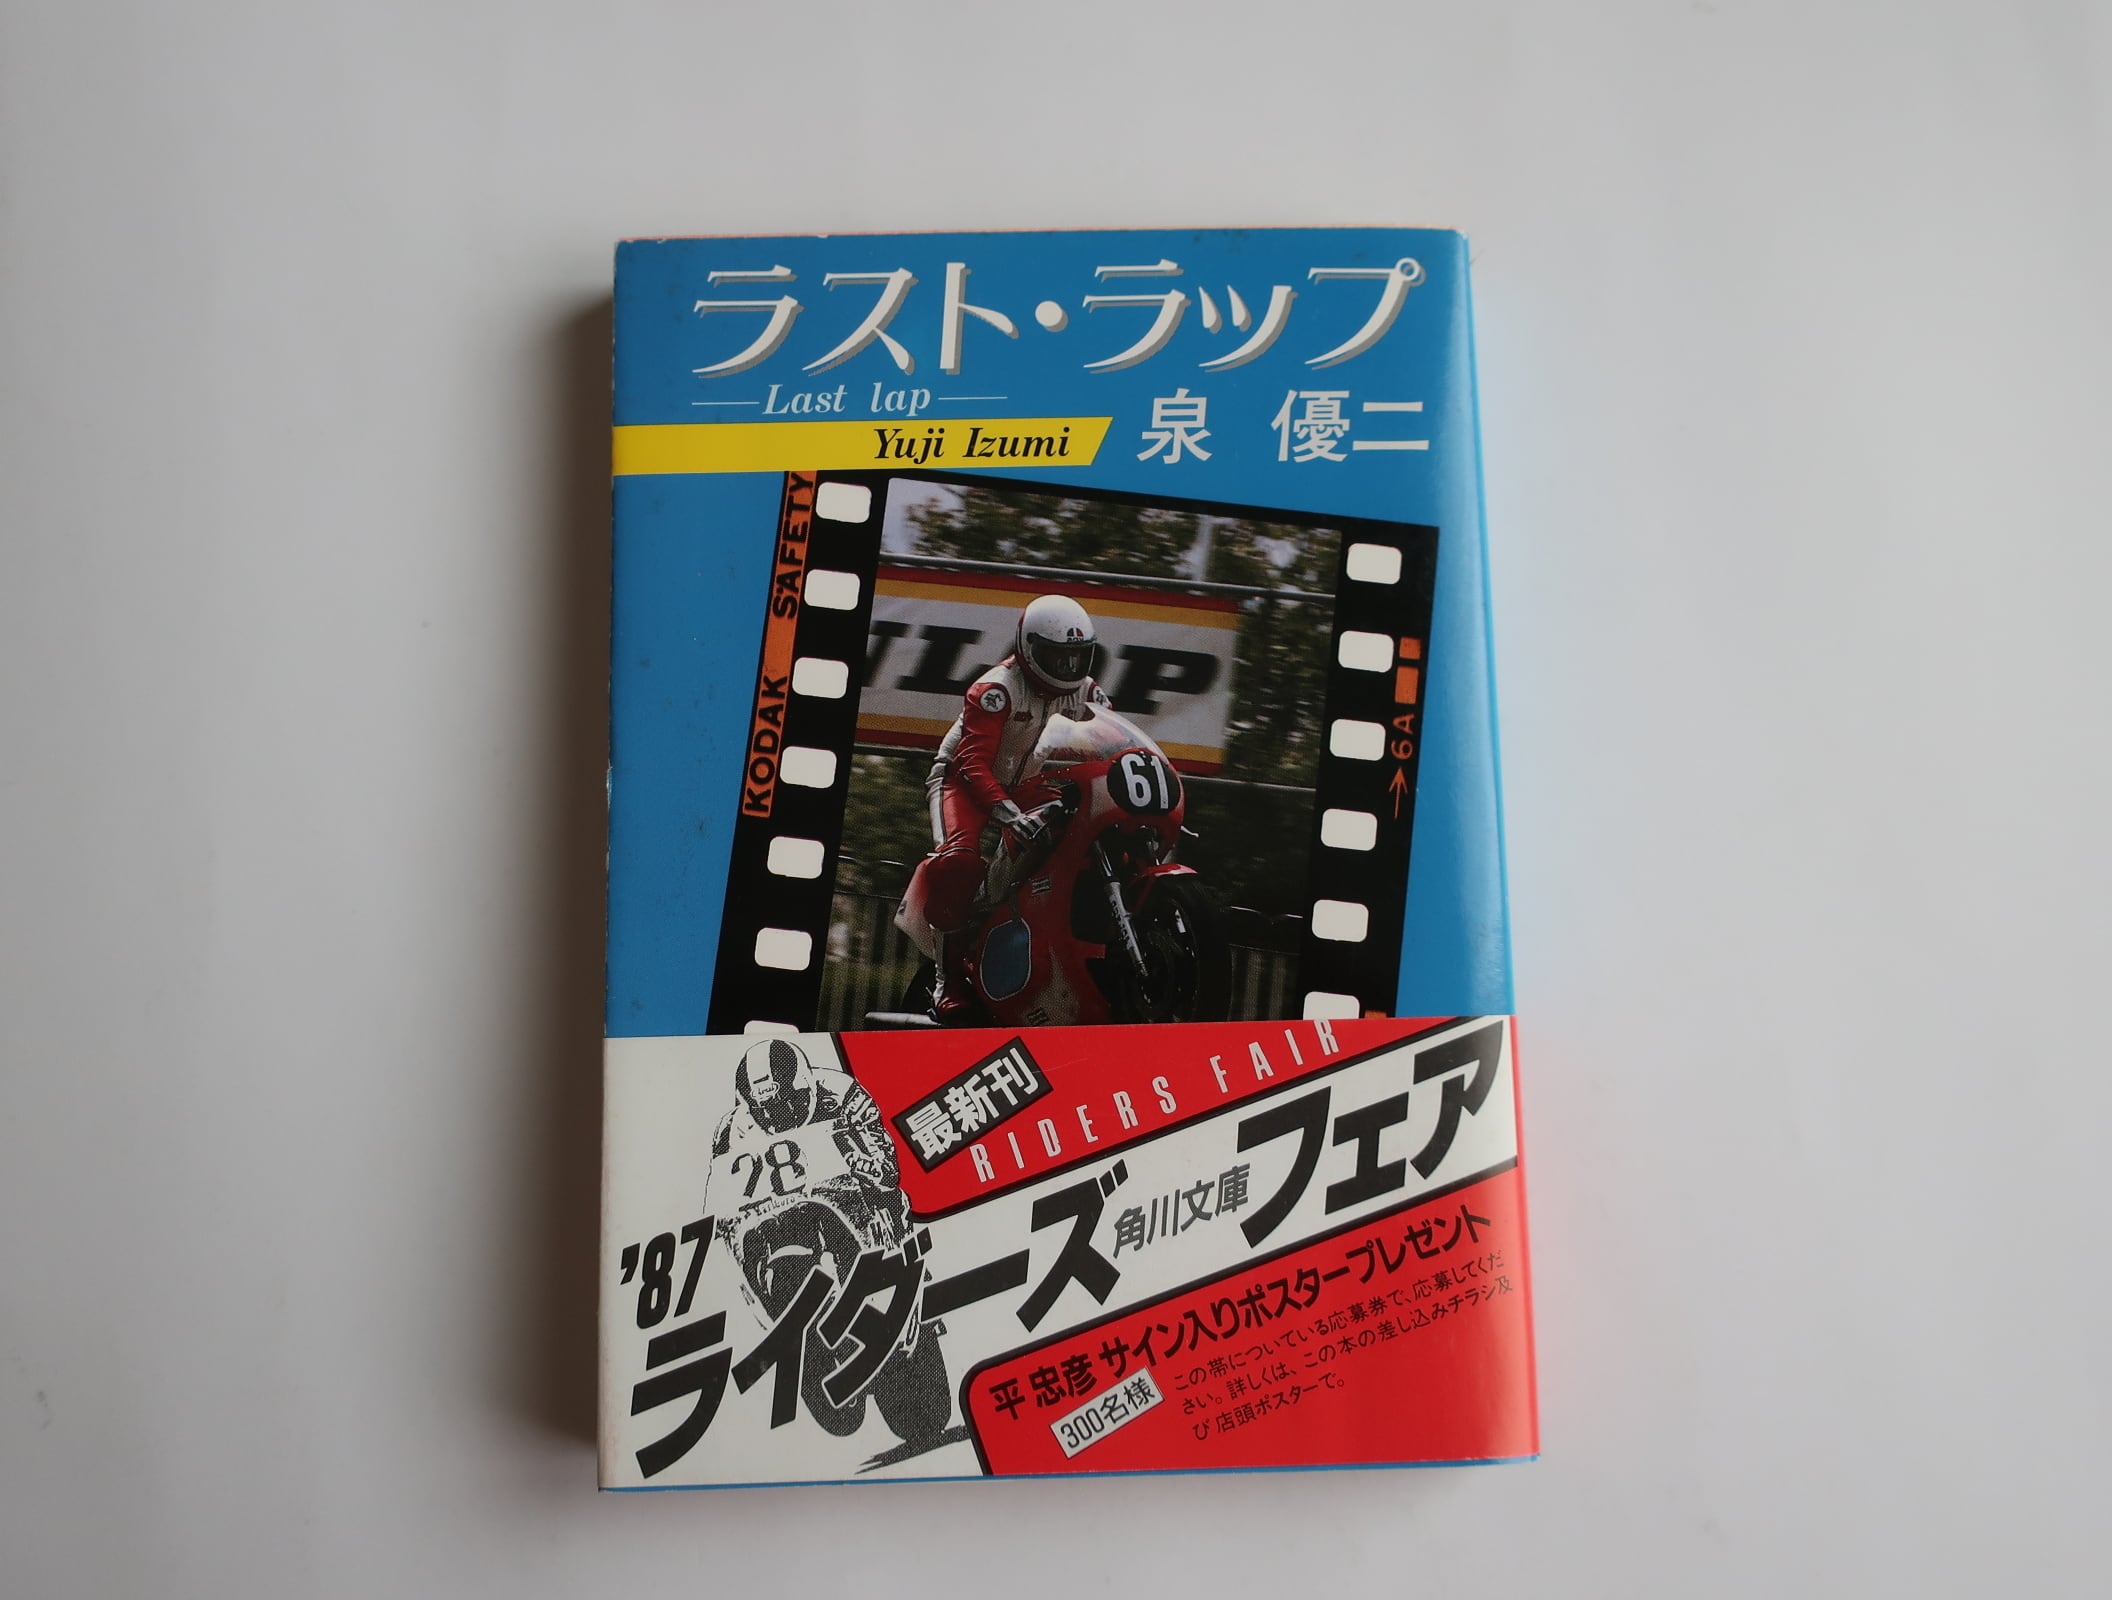 ラスト・ラップ
Last lap
Yuji Izumi
泉 優二
KODAK SAFETY
→6A
61
最新刊
RIDERS FAIR
'87
ライダーズ
角川文庫
フェア
78
平 忠彦 サイン入りポスタープレゼント
300名様
この帯についている応募券で、応募してくだ
さい。詳しくは、この本の差し込みチラシ及
び店頭ポスターで。